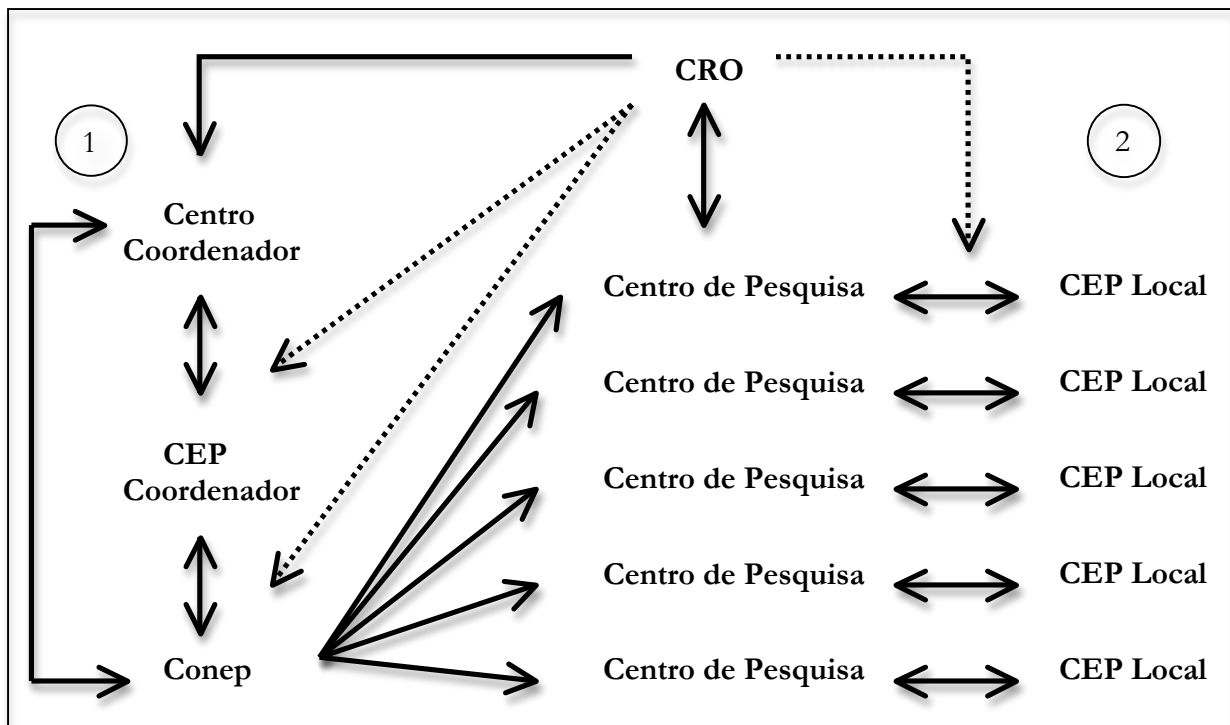 CRO
1
2
Centro
Coordenador
CEP
Coordenador
Conep
Centro de Pesquisa
CEP Local
Centro de Pesquisa
CEP Local
Centro de Pesquisa
CEP Local
Centro de Pesquisa
CEP Local
Centro de Pesquisa
CEP Local